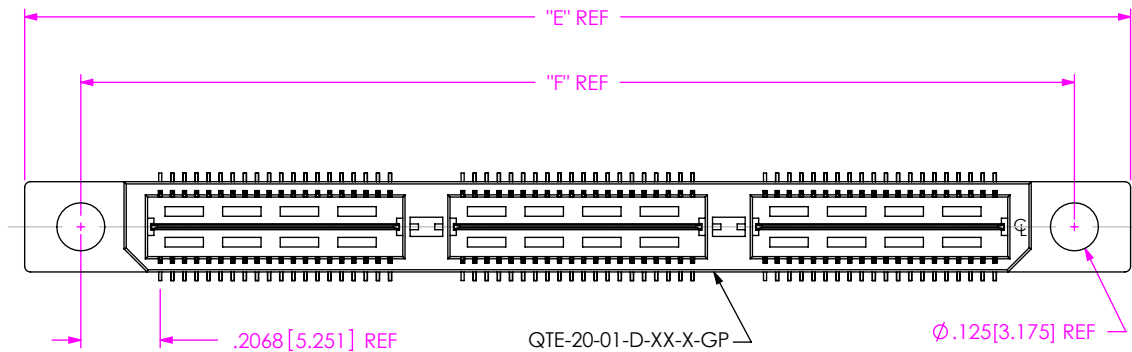 "E" REF
"F" REF
℄
.2068 [5.251] REF
QTE-20-01-D-XX-X-GP
Ø.125[3.175] REF